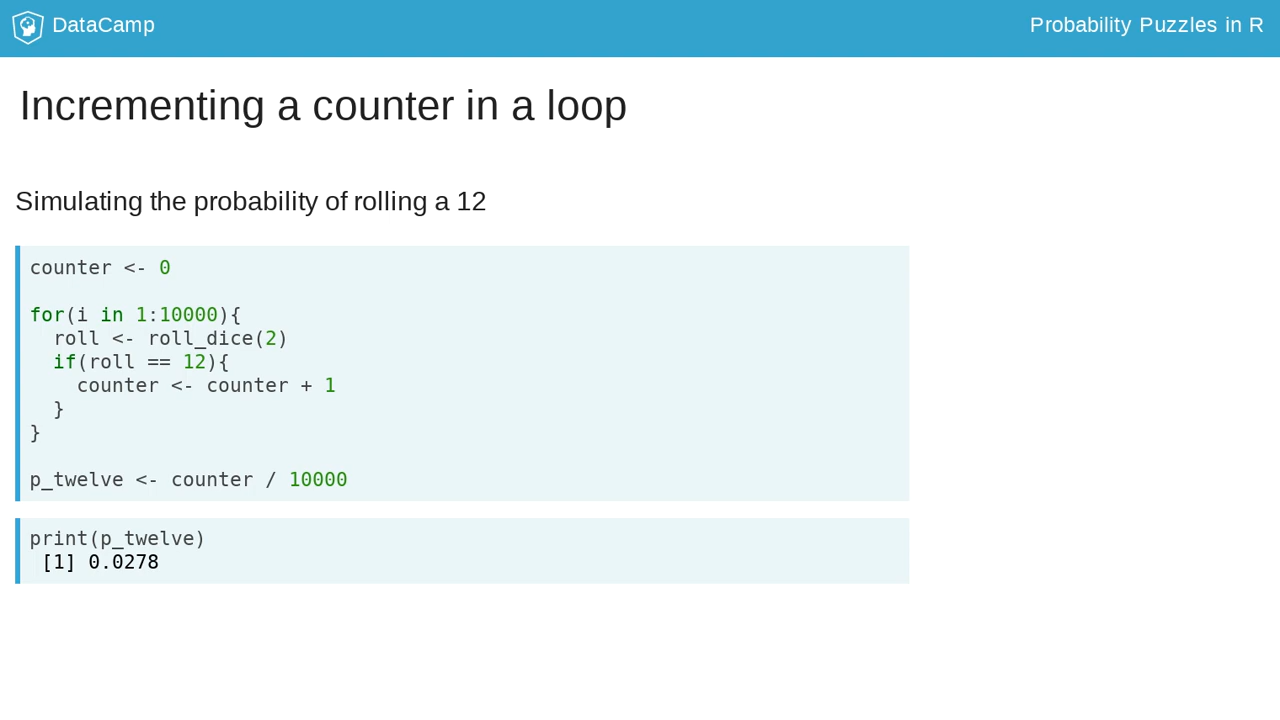 DataCamp
Probability Puzzles in R
Incrementing a counter in a loop
Simulating the probability of rolling a 12
counter <- 0
for(i in 1:10000){
  roll <- roll_dice(2)
  if(roll == 12){
    counter <- counter + 1
  }
}
p_twelve <- counter / 10000
print(p_twelve)
 [1] 0.0278